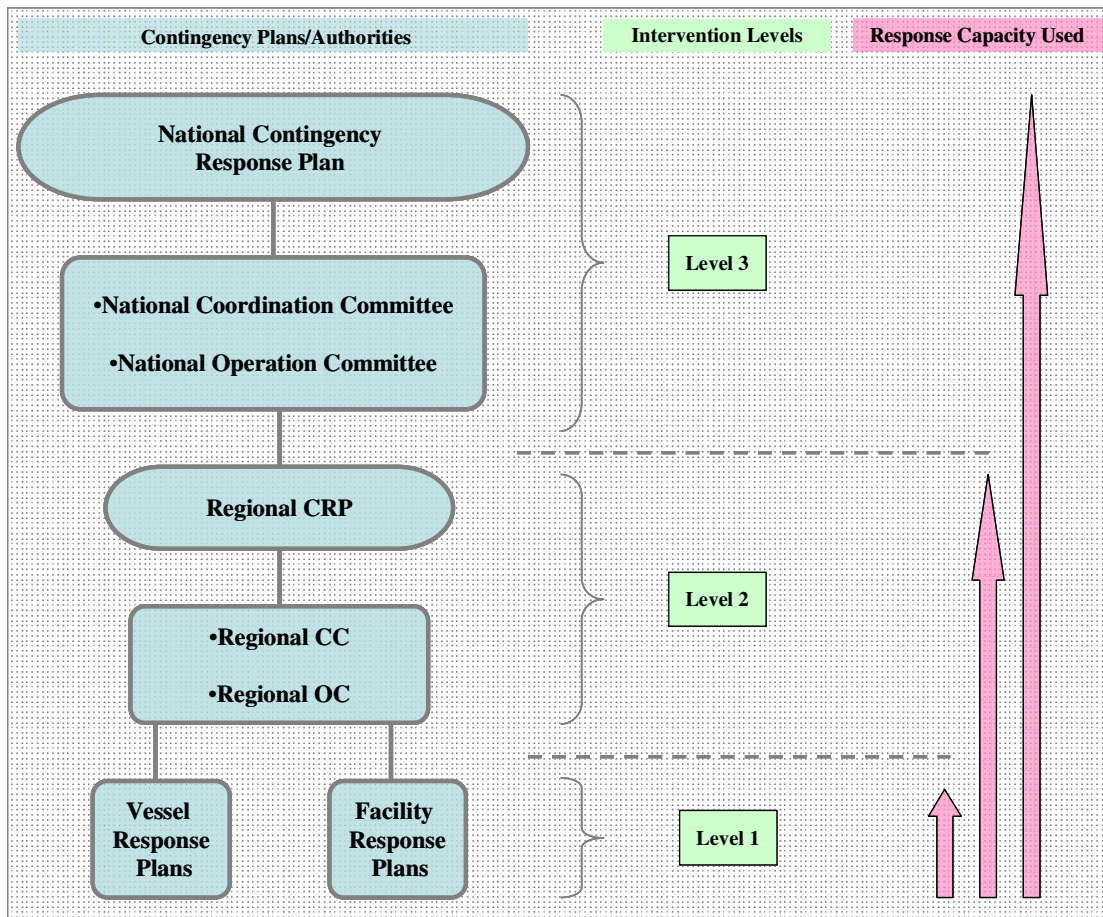 Contingency Plans/Authorities
Intervention Levels
Response Capacity Used
National Contingency
Response Plan
Level 3
•National Coordination Committee
•National Operation Committee
Regional CRP
Level 2
•Regional CC
•Regional OC
Vessel
Response
Plans
Facility
Response
Plans
Level 1